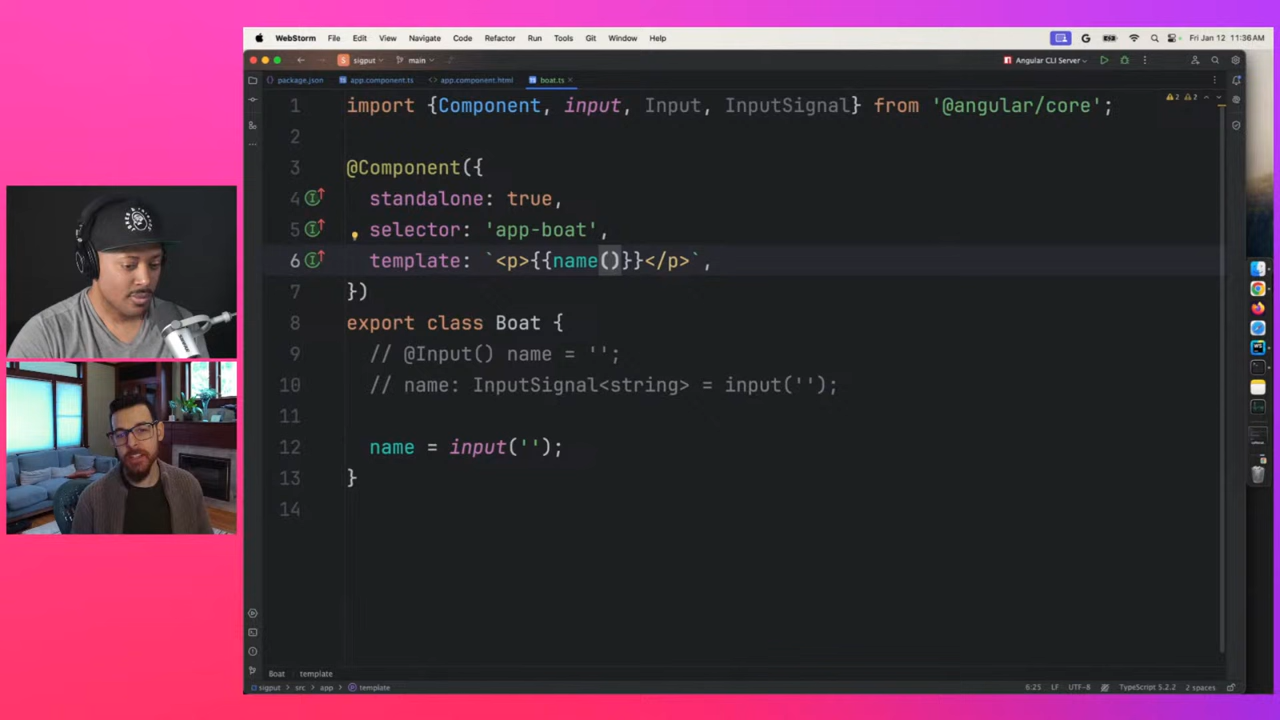 WebStorm File Edit View Navigate Code Refactor Run Tools Git Window Help Fri Jan 12 11:36 AM
sigput main Angular CLI Server
package.json app.component.ts app.component.html boat.ts
1 import {Component, input, Input, InputSignal} from '@angular/core';
2
3 @Component({
4 standalone: true,
5 selector: 'app-boat',
6 template: `<p>{{name()}}</p>`,
7 })
8 export class Boat {
9 // @Input() name = '';
10 // name: InputSignal<string> = input('');
11
12 name = input('');
13 }
14
2 2
Boat template
sigput > src > app > template 6:25 LF UTF-8 TypeScript 5.2.2 2 spaces